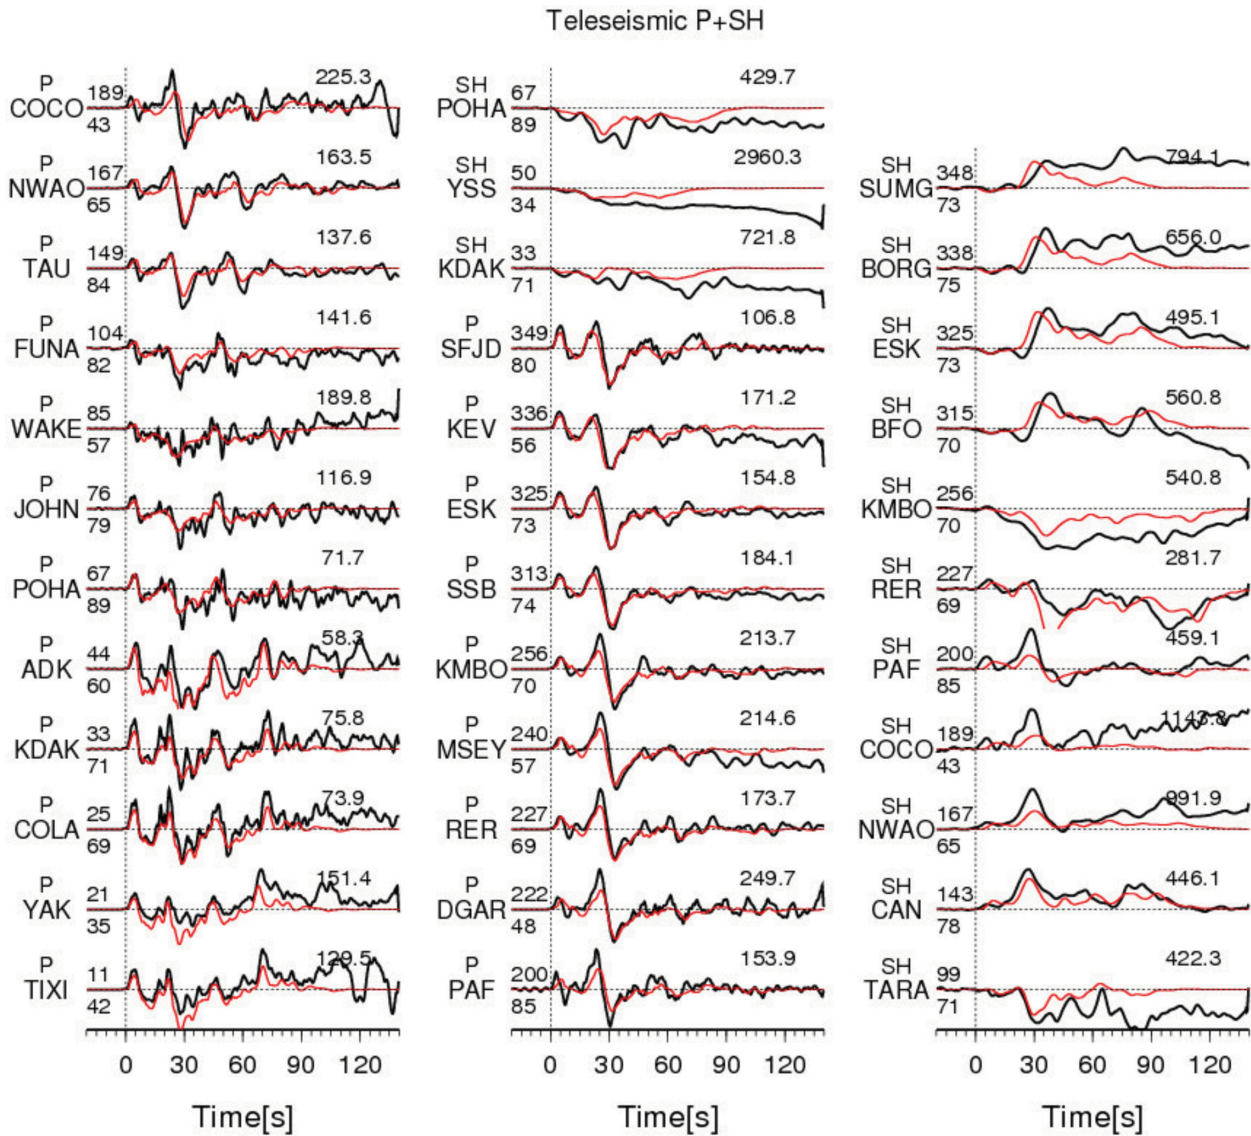 Teleseismic P+SH
P
COCO 189 43 225.3
P
NWAO 167 65 163.5
P
TAU 149 84 137.6
P
FUNA 104 82 141.6
P
WAKE 85 57 189.8
P
JOHN 76 79 116.9
P
POHA 67 89 71.7
P
ADK 44 60 58.3
P
KDAK 33 71 75.8
P
COLA 25 69 73.9
P
YAK 21 35 151.4
P
TIXI 11 42 129.5
0 30 60 90 120
Time[s]
SH
POHA 67 89 429.7
SH
YSS 50 34 2960.3
SH
KDAK 33 71 721.8
P
SFJD 349 80 106.8
P
KEV 336 56 171.2
P
ESK 325 73 154.8
P
SSB 313 74 184.1
P
KMBO 256 70 213.7
P
MSEY 240 57 214.6
P
RER 227 69 173.7
P
DGAR 222 48 249.7
P
PAF 200 85 153.9
0 30 60 90 120
Time[s]
SH
SUMG 348 73 794.1
SH
BORG 338 75 656.0
SH
ESK 325 73 495.1
SH
BFO 315 70 560.8
SH
KMBO 256 70 540.8
SH
RER 227 69 281.7
SH
PAF 200 85 459.1
SH
COCO 189 43 1143.8
SH
NWAO 167 65 991.9
SH
CAN 143 78 446.1
SH
TARA 99 71 422.3
0 30 60 90 120
Time[s]